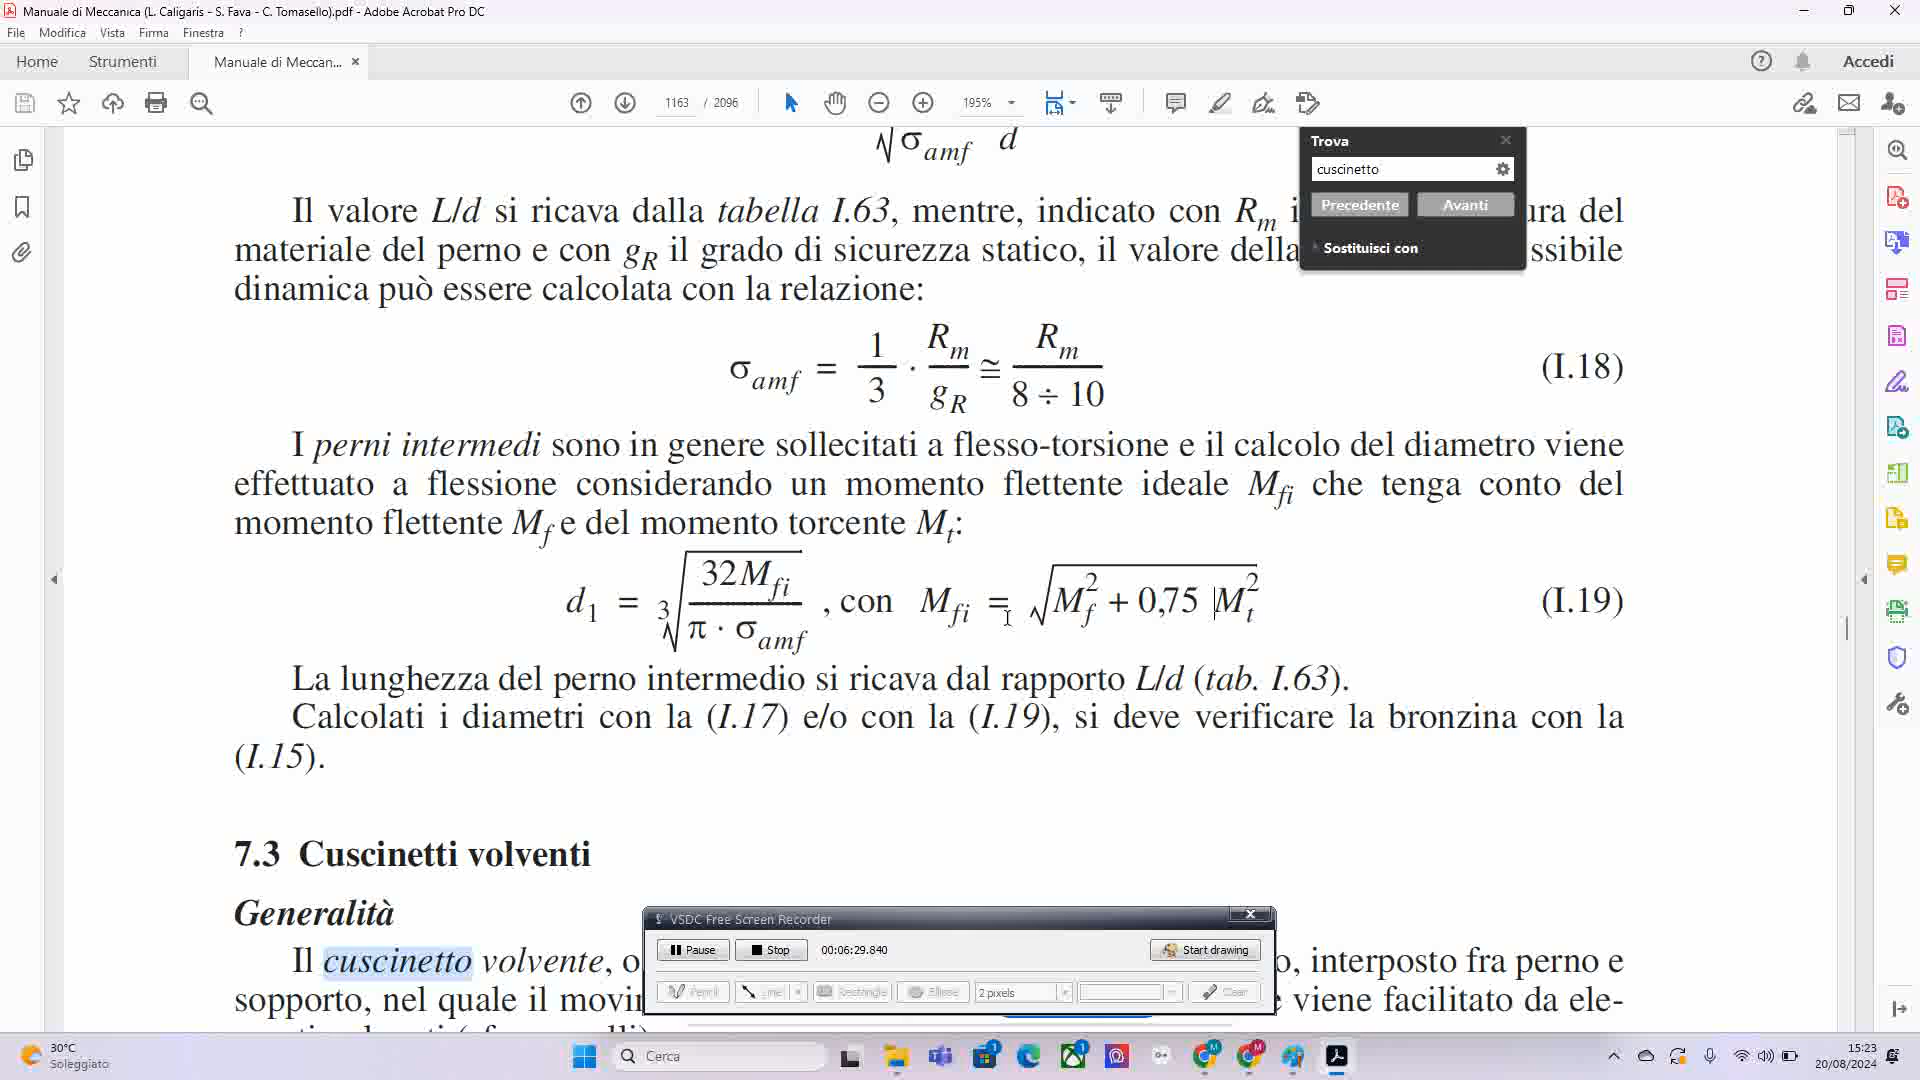 Manuale di Meccanica (L. Caligaris - S. Fava - C. Tomasello).pdf - Adobe Acrobat Pro DC
File Modifica Vista Firma Finestra ?
Home Strumenti Manuale di Meccan... × Accedi
1163 / 2096 195%
σamf d
Trova
cuscinetto
Precedente Avanti
Sostituisci con
Il valore L/d si ricava dalla tabella I.63, mentre, indicato con Rm i ura del
materiale del perno e con gR il grado di sicurezza statico, il valore della ssibile
dinamica può essere calcolata con la relazione:
σamf = 1/3 · Rm/gR ≅ Rm/8 ÷ 10 (I.18)
I perni intermedi sono in genere sollecitati a flesso-torsione e il calcolo del diametro viene
effettuato a flessione considerando un momento flettente ideale Mfi che tenga conto del
momento flettente Mf e del momento torcente Mt:
d1 = ∛(32Mfi / π · σamf) , con Mfi = √(Mf² + 0,75 Mt²) (I.19)
La lunghezza del perno intermedio si ricava dal rapporto L/d (tab. I.63).
Calcolati i diametri con la (I.17) e/o con la (I.19), si deve verificare la bronzina con la
(I.15).
7.3 Cuscinetti volventi
Generalità
Il cuscinetto volvente, o o, interposto fra perno e
sopporto, nel quale il movi viene facilitato da ele-
VSDC Free Screen Recorder
Pause Stop 00:06:29.840 Start drawing
Pencil Line Rectangle Ellipse 2 pixels Clear
30°C
Soleggiato
Cerca
15:23
20/08/2024